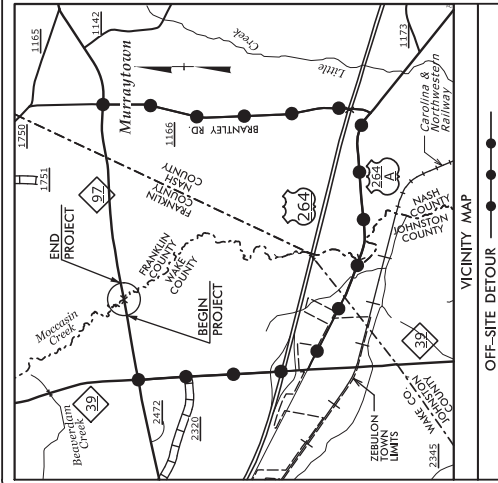 1165
1142
Creek
Little
1173
Murraytown
1166
BRANTLEY RD.
1750
1751
97
FRANKLIN
COUNTY
NASH
COUNTY
264
264
A
Carolina &
Northwestern
Railway
NASH
COUNTY
JOHNSTON
COUNTY
END
PROJECT
FRANKLIN
COUNTY
WAKE
COUNTY
BEGIN
PROJECT
Moccasin
Creek
Beaverdam
Creek
39
2472
2320
39
ZEBULON
TOWN
LIMITS
WAKE CO.
JOHNSTON
COUNTY
2345
VICINITY MAP
OFF-SITE DETOUR